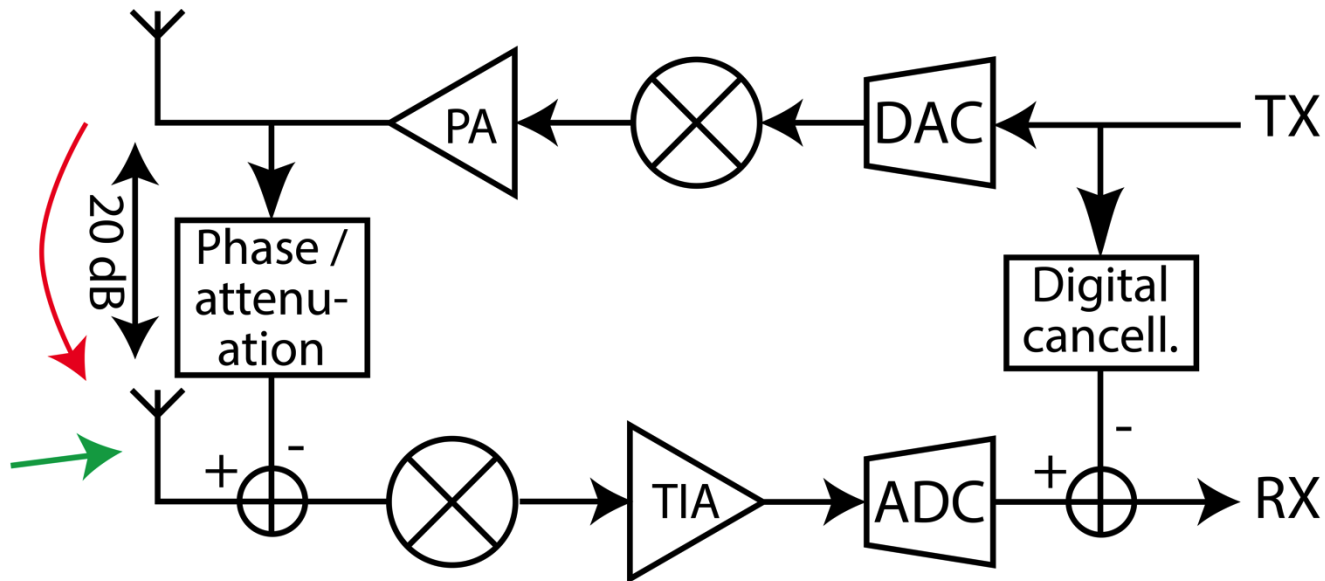 PA
DAC
TX
20 dB
Phase /
attenu-
ation
Digital
cancell.
-
-
+
+
TIA
ADC
RX